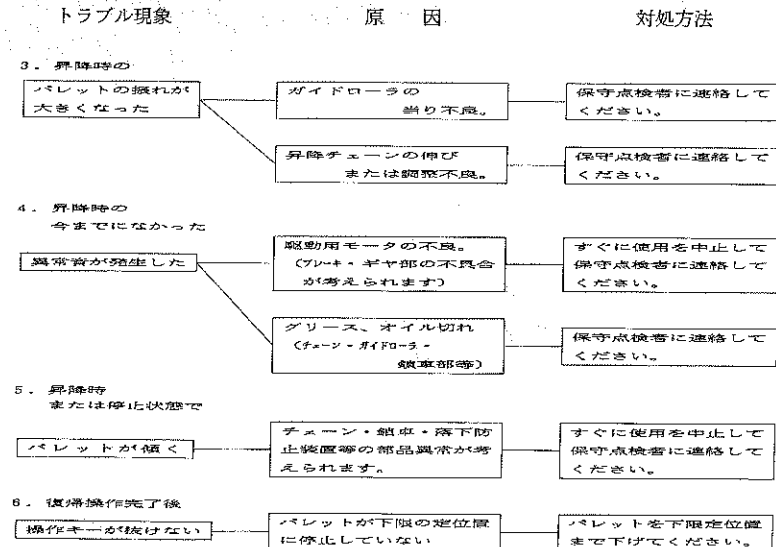 トラブル現象　原　因　対処方法
3．昇降時の
パレットの振れが
大きくなった
ガイドローラの
当り不良。
保守点検者に連絡して
ください。
昇降チェーンの伸び
または調整不良。
保守点検者に連絡して
ください。
4．昇降時の
今までになかった
異常音が発生した
駆動用モータの不良。
（ブレーキ・ギヤ部の不具合
が考えられます）
すぐに使用を中止して
保守点検者に連絡して
ください。
グリース、オイル切れ
（チェーン・ガイドローラ・
鎖車部等）
保守点検者に連絡して
ください。
5．昇降時
または停止状態で
パレットが傾く
チェーン・鎖車・落下防
止装置等の部品異常が考
えられます。
すぐに使用を中止して
保守点検者に連絡して
ください。
6．復帰操作完了後
操作キーが抜けない
パレットが下限の定位置
に停止していない
パレットを下限定位置
まで下げてください。